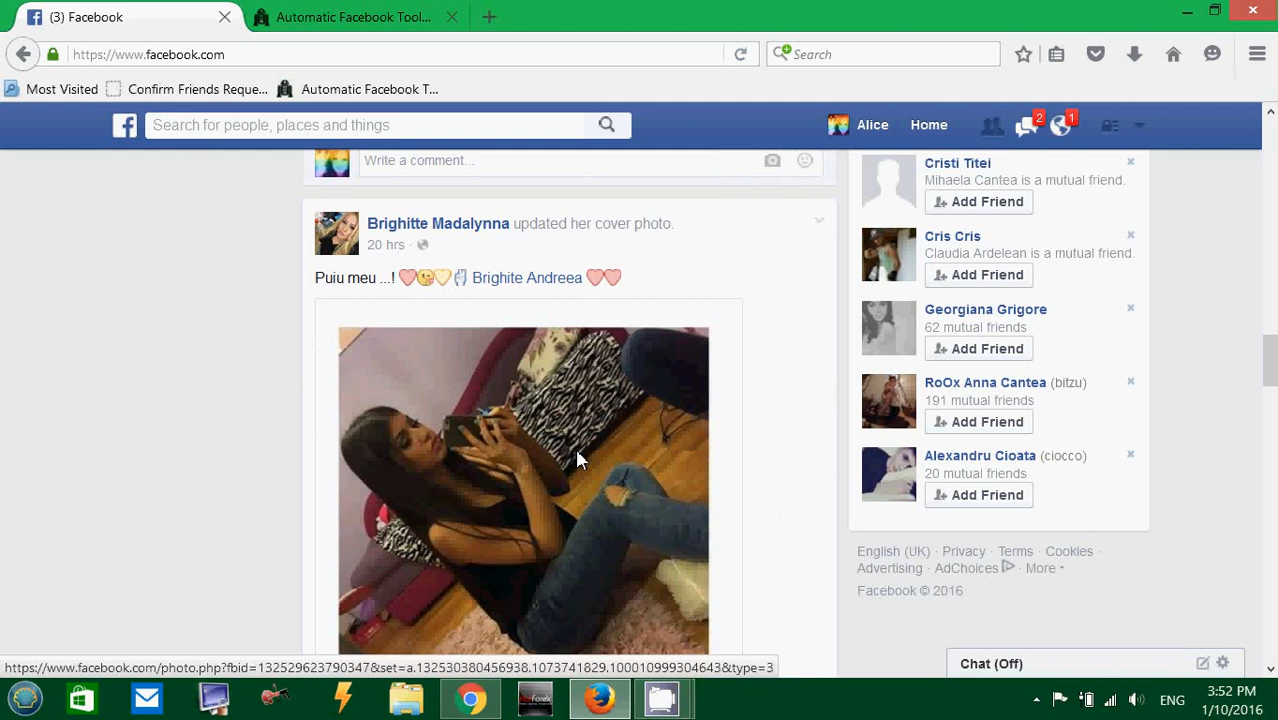 (3) Facebook
Automatic Facebook Tool...
https://www.facebook.com
Search
Most Visited
Confirm Friends Reque...
Automatic Facebook T...
Search for people, places and things
Alice
Home
2
1
Write a comment...
Brighitte Madalynna updated her cover photo.
20 hrs ·
Puiu meu ...! Brighite Andreea
Cristi Titei
Mihaela Cantea is a mutual friend.
Add Friend
Cris Cris
Claudia Ardelean is a mutual friend.
Add Friend
Georgiana Grigore
62 mutual friends
Add Friend
RoOx Anna Cantea (bitzu)
191 mutual friends
Add Friend
Alexandru Cioata (ciocco)
20 mutual friends
Add Friend
English (UK) · Privacy · Terms · Cookies ·
Advertising · AdChoices · More
Facebook © 2016
Chat (Off)
https://www.facebook.com/photo.php?fbid=132529623790347&set=a.132530380456938.1073741829.100010999304643&type=3
ENG
3:52 PM
1/10/2016